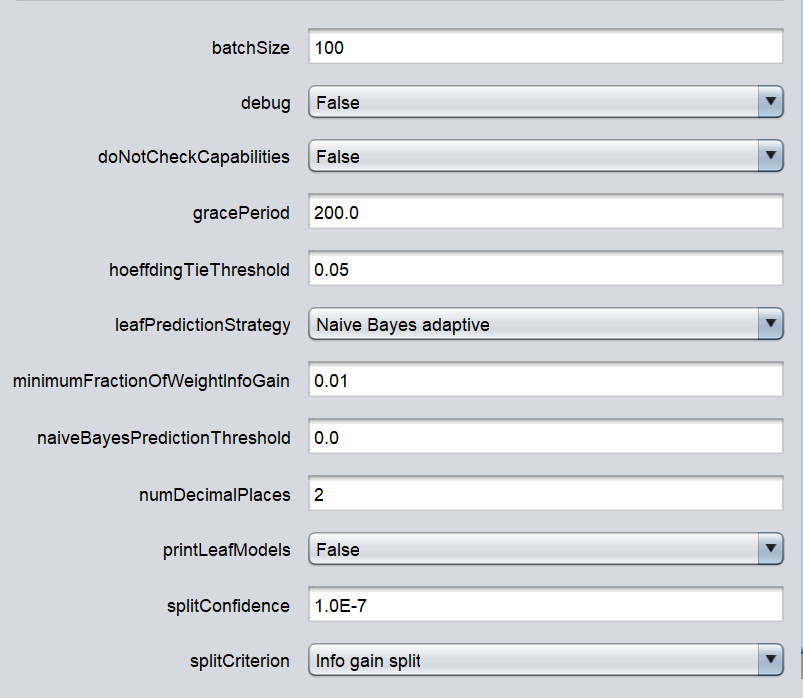 batchSize 100
debug False
doNotCheckCapabilities False
gracePeriod 200.0
hoeffdingTieThreshold 0.05
leafPredictionStrategy Naive Bayes adaptive
minimumFractionOfWeightInfoGain 0.01
naiveBayesPredictionThreshold 0.0
numDecimalPlaces 2
printLeafModels False
splitConfidence 1.0E-7
splitCriterion Info gain split